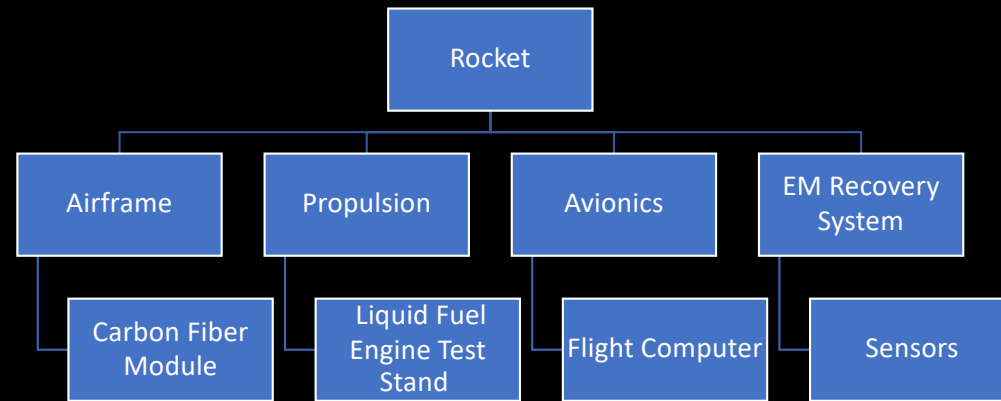 Rocket
Airframe
Propulsion
Avionics
EM Recovery
System
Carbon Fiber
Module
Liquid Fuel
Engine Test
Stand
Flight Computer
Sensors